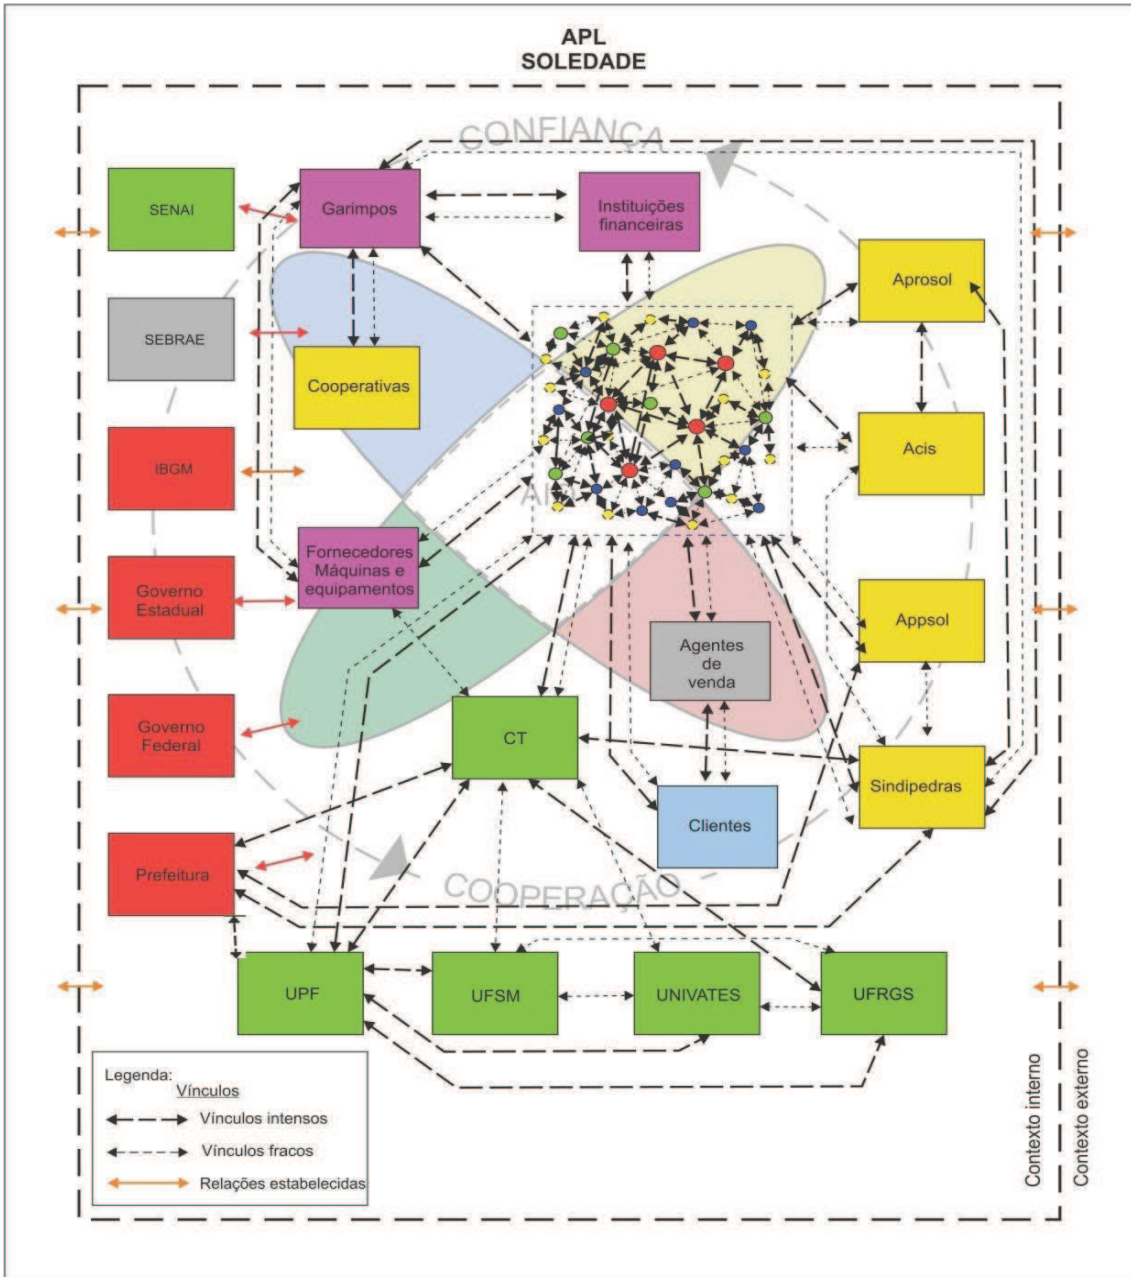 APL
SOLEDADE
CONFIANÇA
SENAI
Garimpos
Instituições
financeiras
Aprosol
SEBRAE
Cooperativas
IBGM
Acis
Fornecedores
Máquinas e
equipamentos
Governo
Estadual
Appsol
Agentes
de
venda
Governo
Federal
CT
Sindipedras
Clientes
Prefeitura
COOPERAÇÃO
UPF
UFSM
UNIVATES
UFRGS
Legenda:
Vínculos
Vínculos intensos
Vínculos fracos
Relações estabelecidas
Contexto interno
Contexto externo